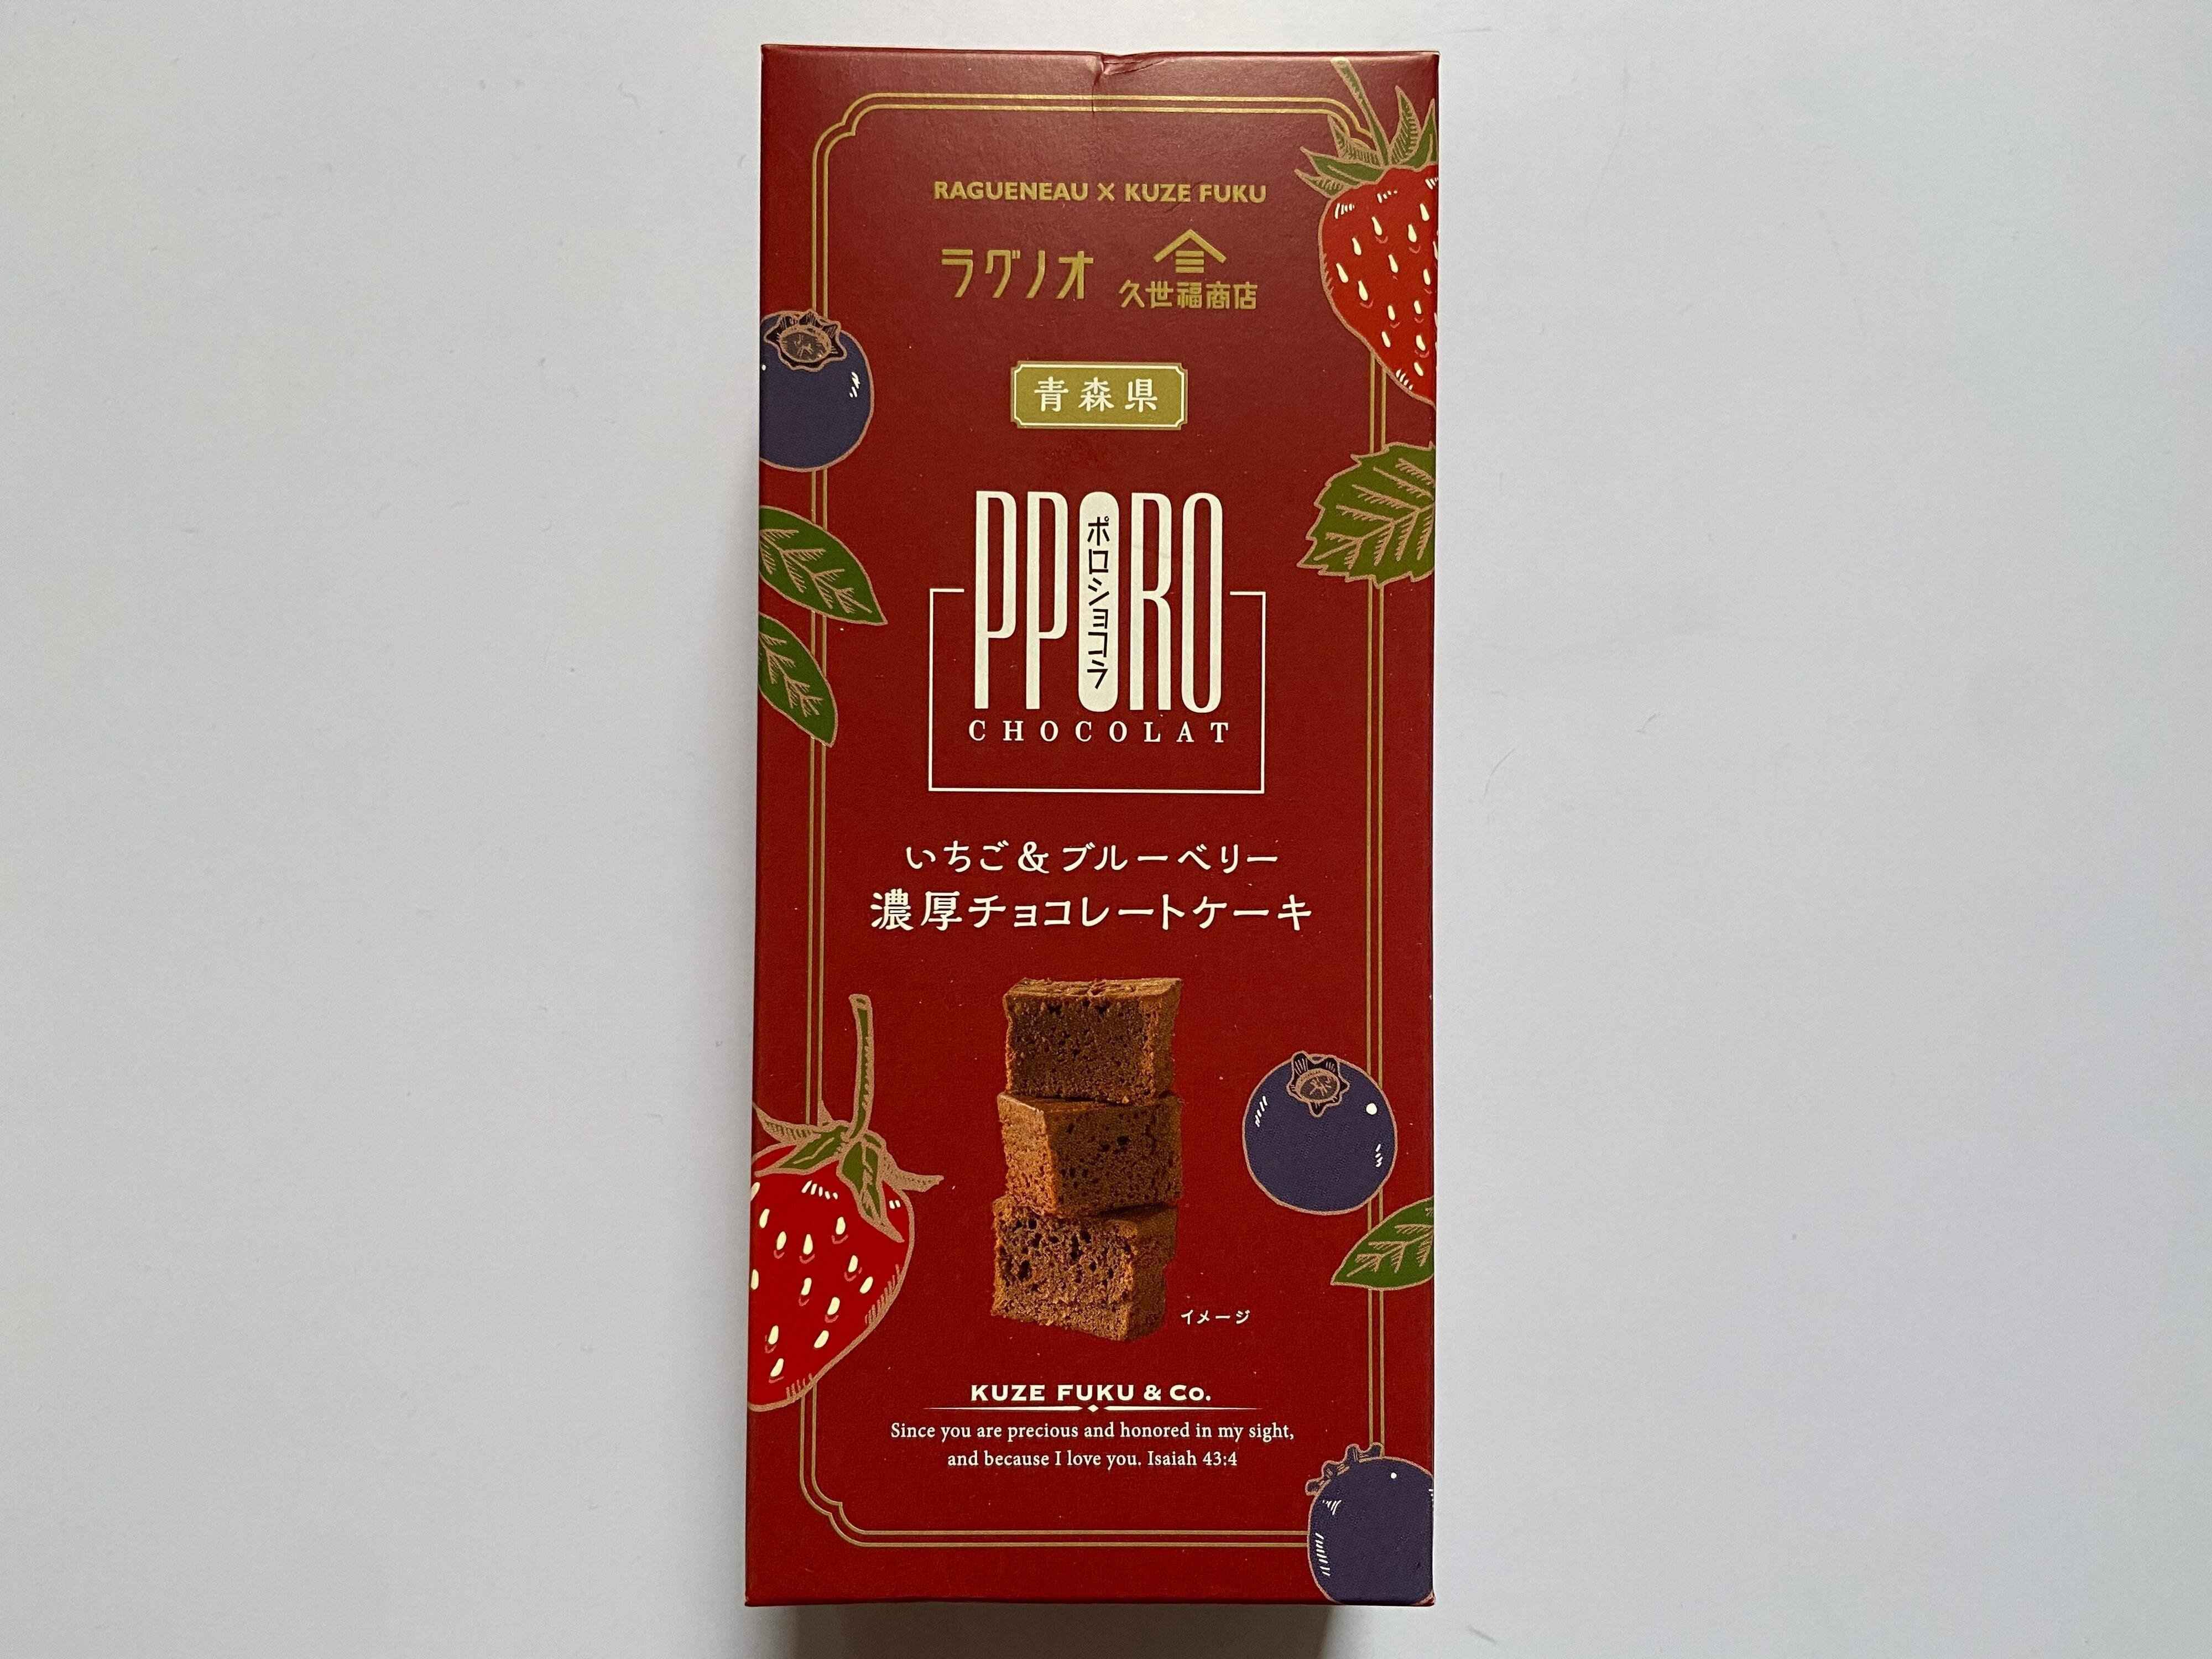 RAGUENEAU × KUZE FUKU
ラグノオ
久世福商店
青森県
PPORO
ポロショコラ
CHOCOLAT
いちご&ブルーベリー
濃厚チョコレートケーキ
イメージ
KUZE FUKU & Co.
Since you are precious and honored in my sight,
and because I love you. Isaiah 43:4